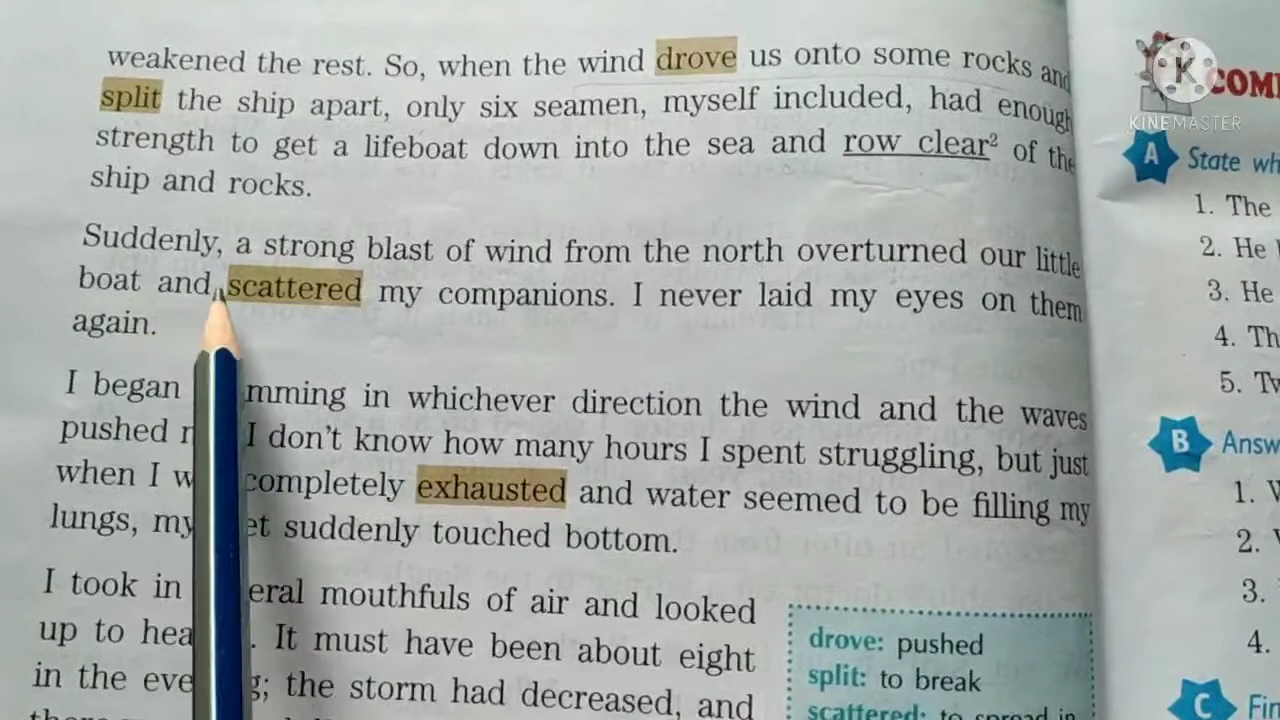 weakened the rest. So, when the wind drove us onto some rocks and
split the ship apart, only six seamen, myself included, had enough
strength to get a lifeboat down into the sea and row clear² of the
ship and rocks.
Suddenly, a strong blast of wind from the north overturned our little
boat and scattered my companions. I never laid my eyes on them
again.
I began mming in whichever direction the wind and the waves
pushed I don't know how many hours I spent struggling, but just
when I w completely exhausted and water seemed to be filling my
lungs, my et suddenly touched bottom.
I took in eral mouthfuls of air and looked
up to hea . It must have been about eight
in the eve g; the storm had decreased, and
drove: pushed
split: to break
scattered: to spread in
KINEMASTER
COM
A State wh
1. The
2. He
3. He
4. Th
5. Tw
B Answ
1. W
2.
3.
4.
C Fin